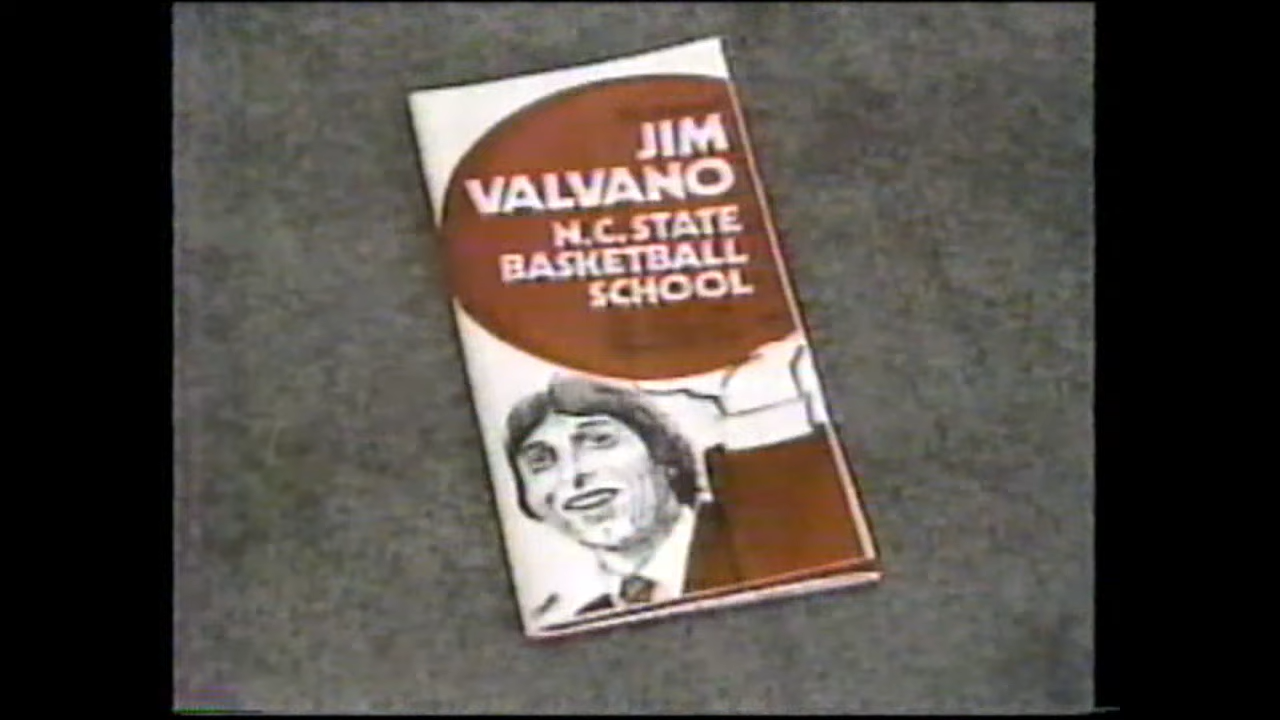 JIM
VALVANO
N.C. STATE
BASKETBALL
SCHOOL